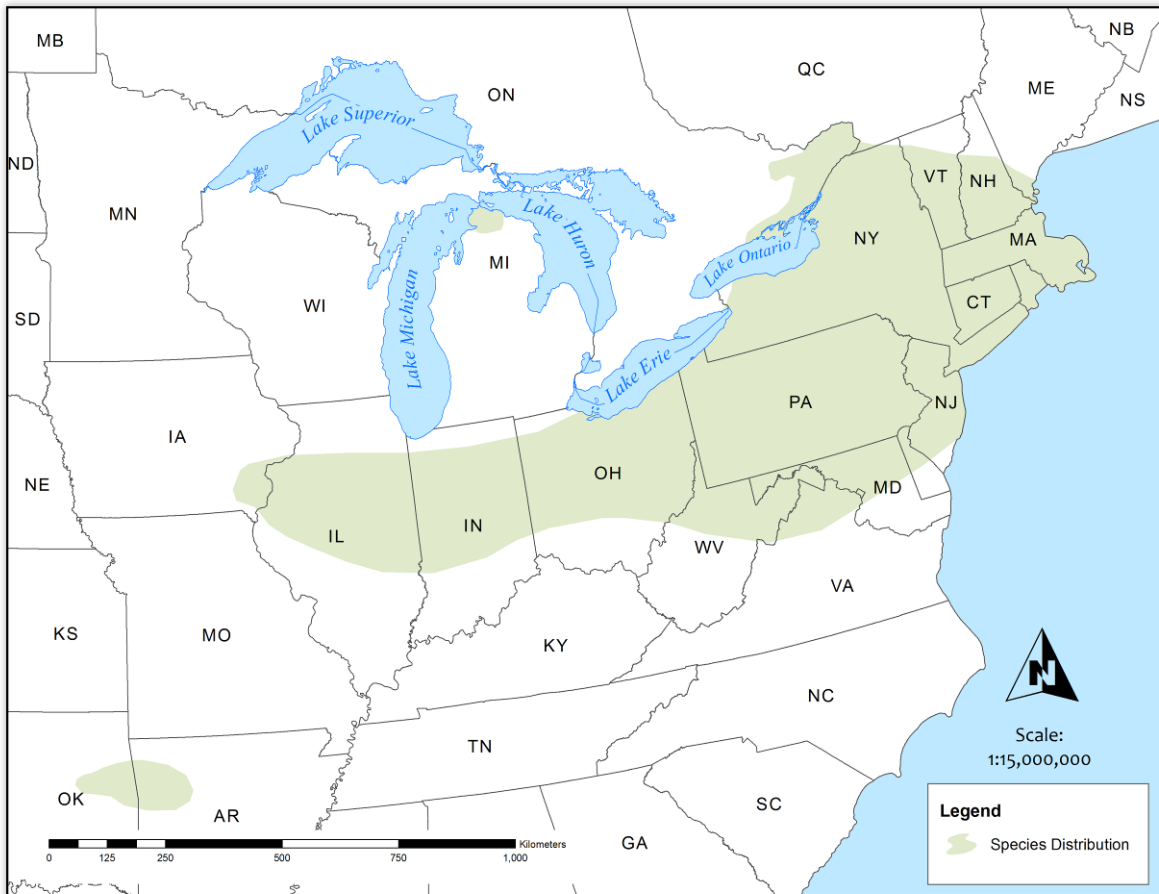 MB
NB
QC
ON
ME
NS
Lake Superior
ND
VT
NH
MN
Lake Huron
NY
MA
MI
Lake Ontario
WI
CT
SD
Lake Michigan
Lake Erie
PA
NJ
IA
OH
NE
MD
IN
IL
WV
VA
KS
MO
KY
NC
TN
Scale:
1:15,000,000
OK
AR
SC
GA
Legend
Species Distribution
Kilometers
0 125 250 500 750 1,000
N